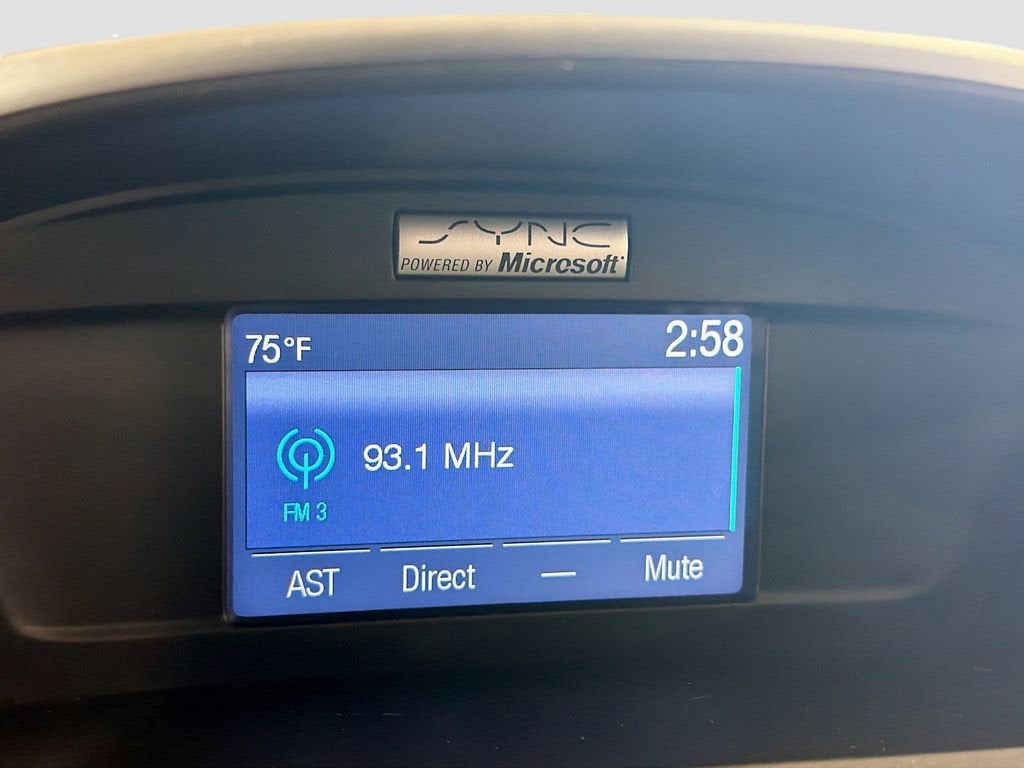 SYNC
POWERED BY Microsoft
75°F 2:58
93.1 MHz
FM 3
AST Direct — Mute